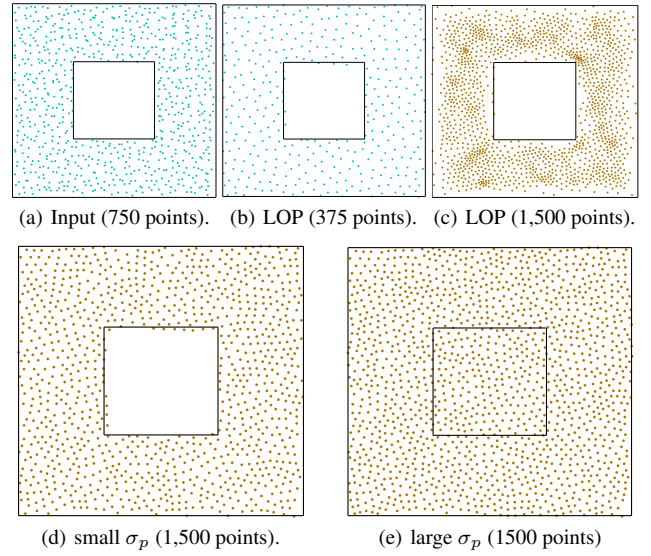 (a) Input (750 points). (b) LOP (375 points). (c) LOP (1,500 points).
(d) small σp (1,500 points). (e) large σp (1500 points)